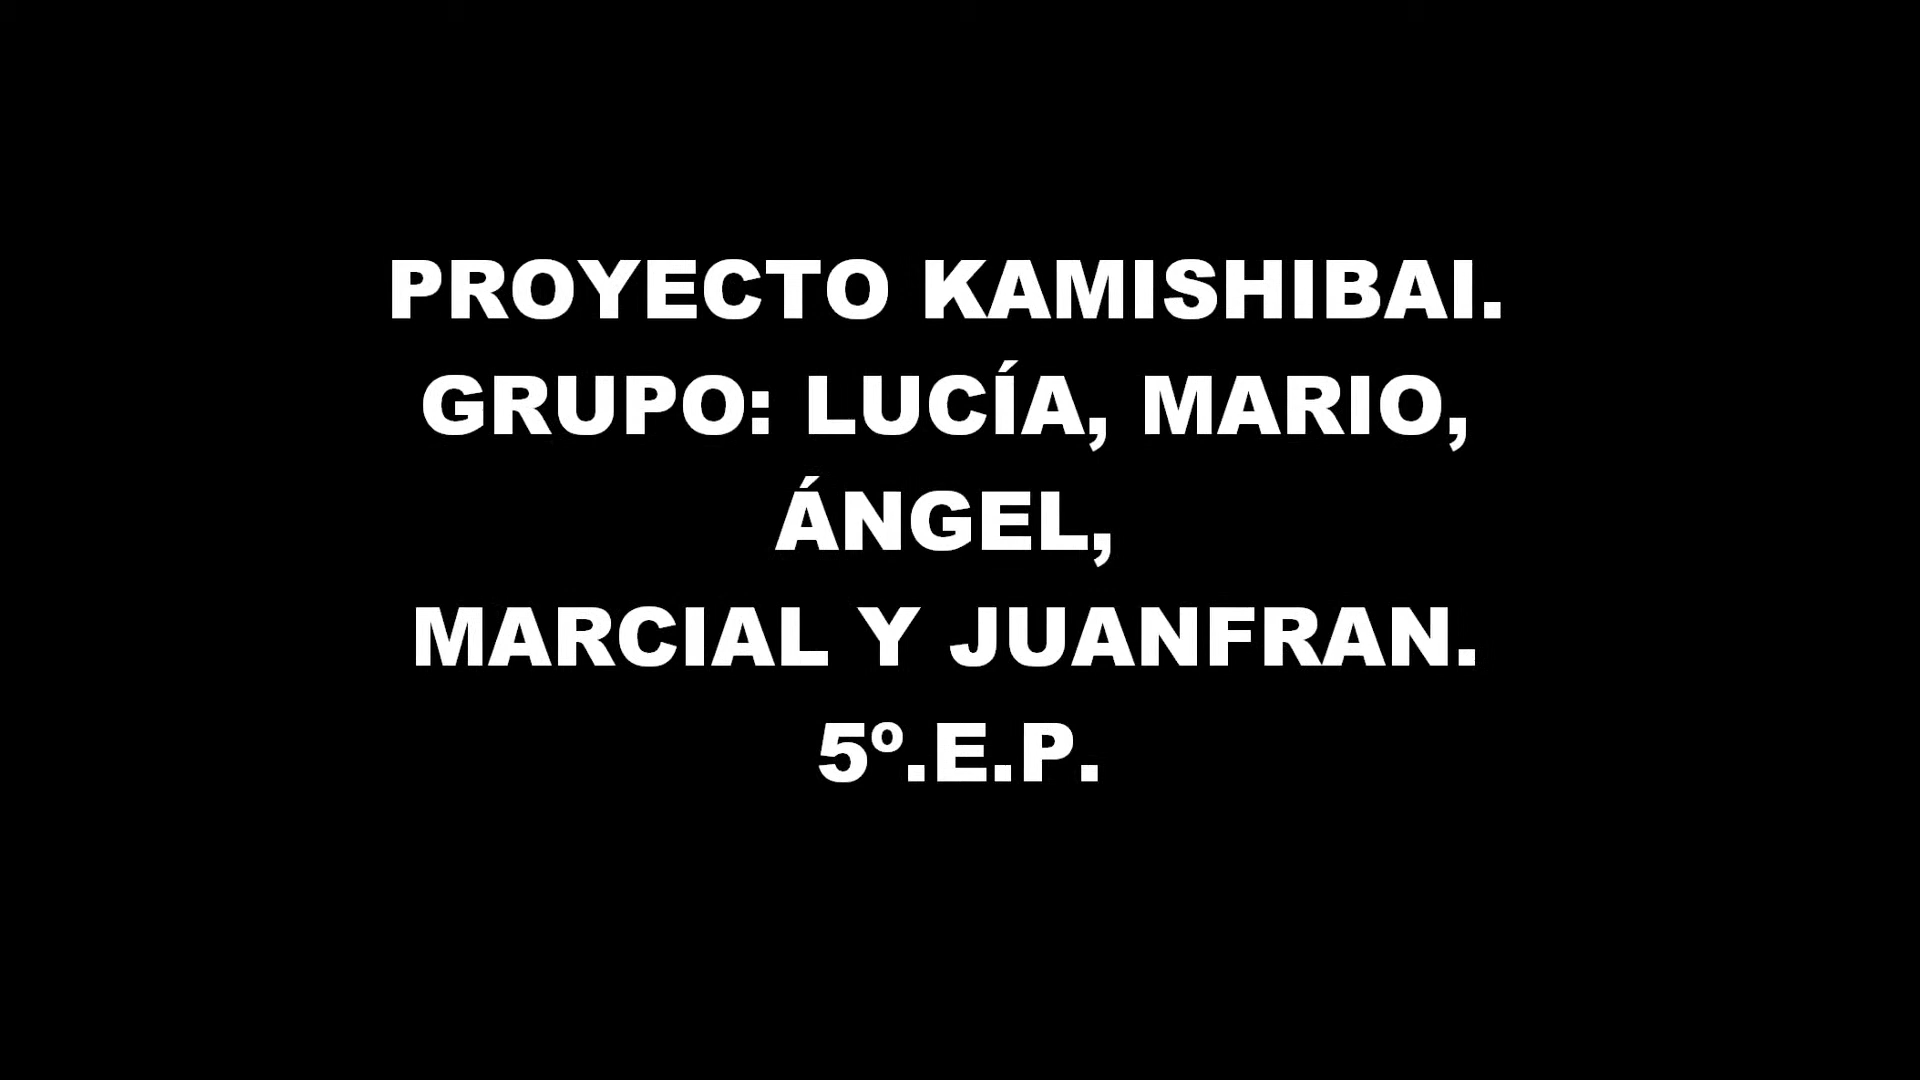 PROYECTO KAMISHIBAI.
GRUPO: LUCÍA, MARIO,
ÁNGEL,
MARCIAL Y JUANFRAN.
5º.E.P.